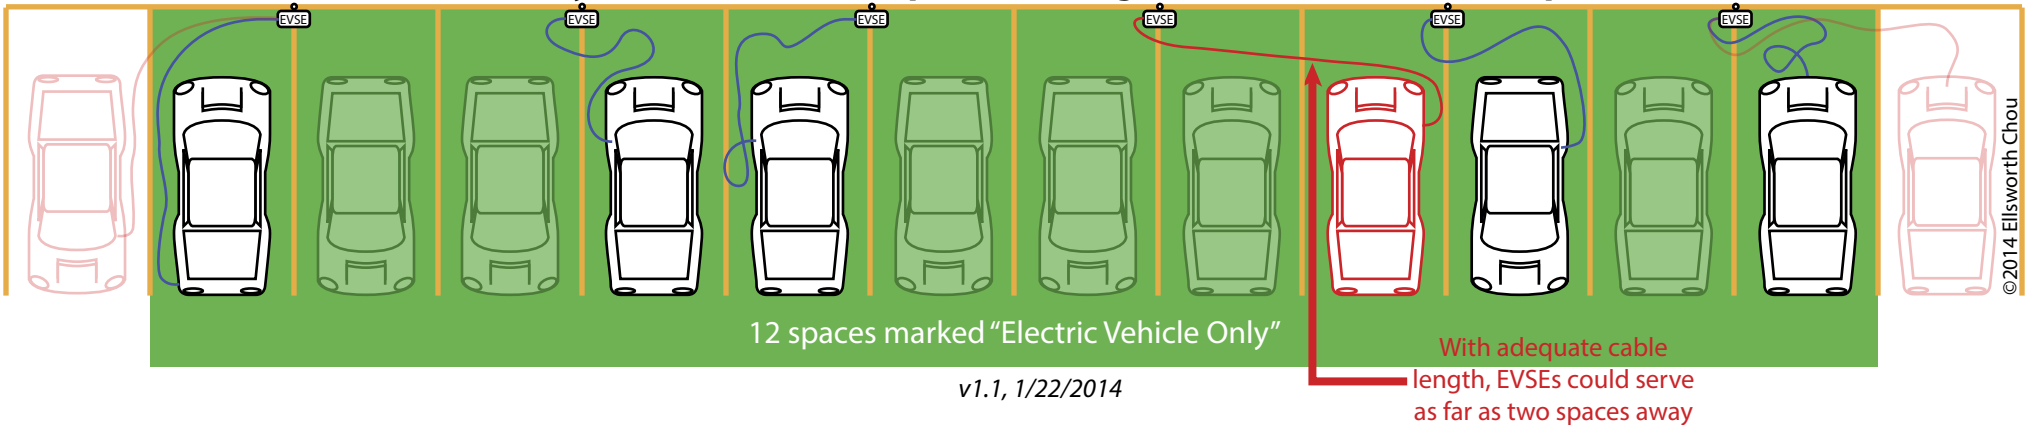 EVSE
EVSE
EVSE
EVSE
EVSE
EVSE
12 spaces marked “Electric Vehicle Only”
v1.1, 1/22/2014
With adequate cable
length, EVSEs could serve
as far as two spaces away
©2014 Ellsworth Chou